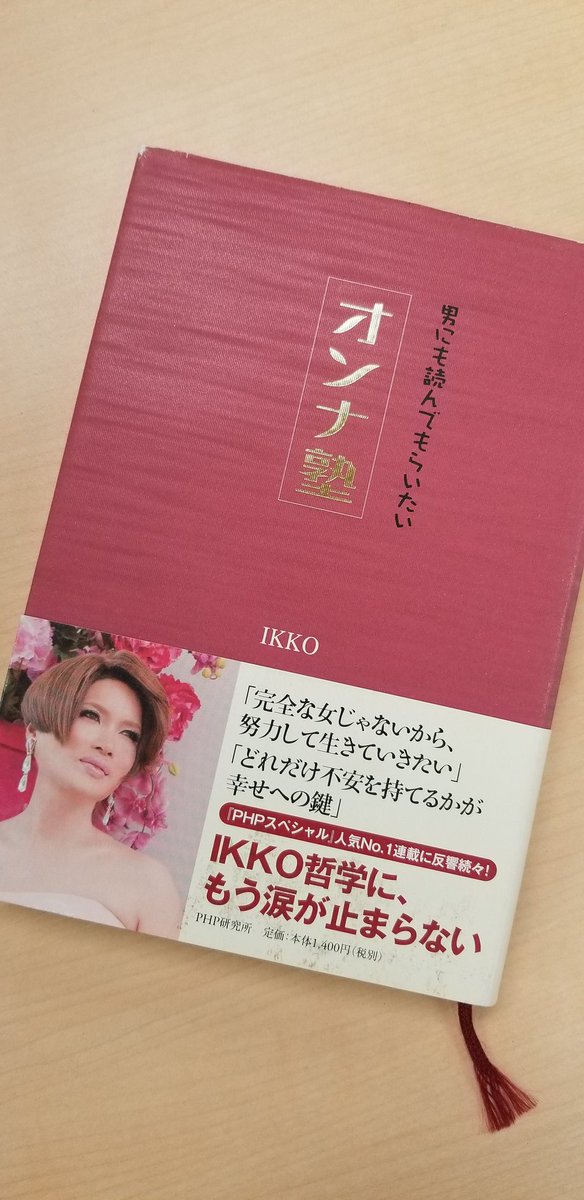 男にも読んでもらいたい
オンナ塾
IKKO
「完全な女じゃないから、
努力して生きていきたい」
「どれだけ不安を持てるかが
幸せへの鍵」
『PHPスペシャル』人気No.1連載に反響続々!
IKKO哲学に、
もう涙が止まらない
PHP研究所 定価:本体1,400円(税別)